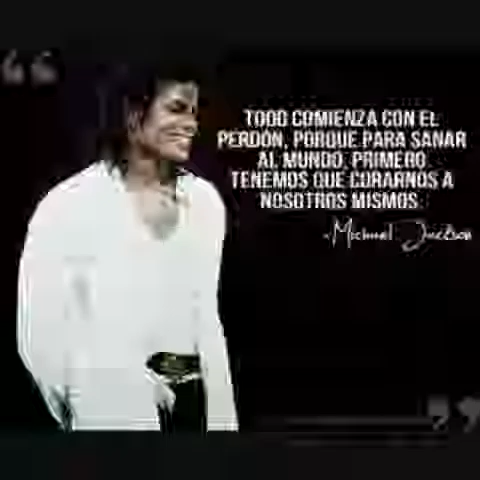 TODO COMIENZA CON EL
PERDÓN, PORQUE PARA SANAR
AL MUNDO, PRIMERO
TENEMOS QUE CURARNOS A
NOSOTROS MISMOS.
-Michael Jackson